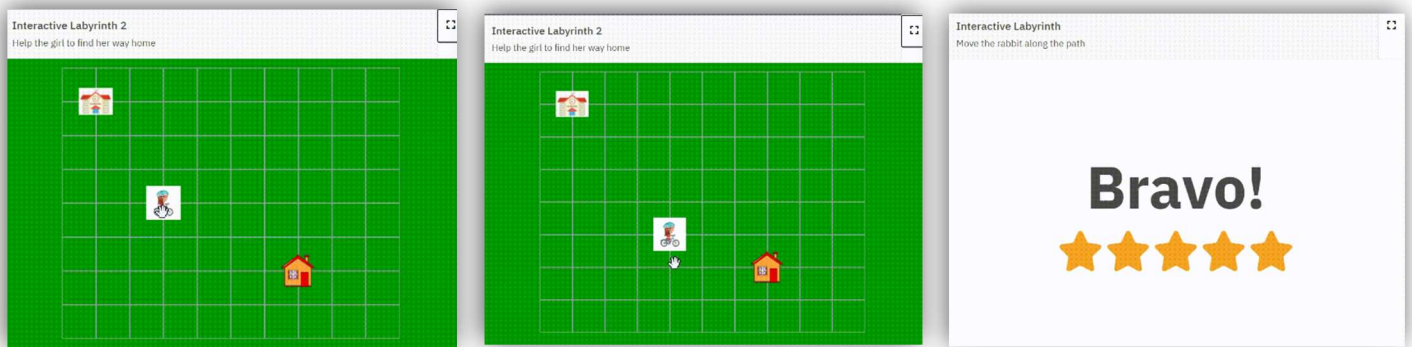 Interactive Labyrinth 2
Help the girl to find her way home
Interactive Labyrinth 2
Help the girl to find her way home
Interactive Labyrinth
Move the rabbit along the path
Bravo!